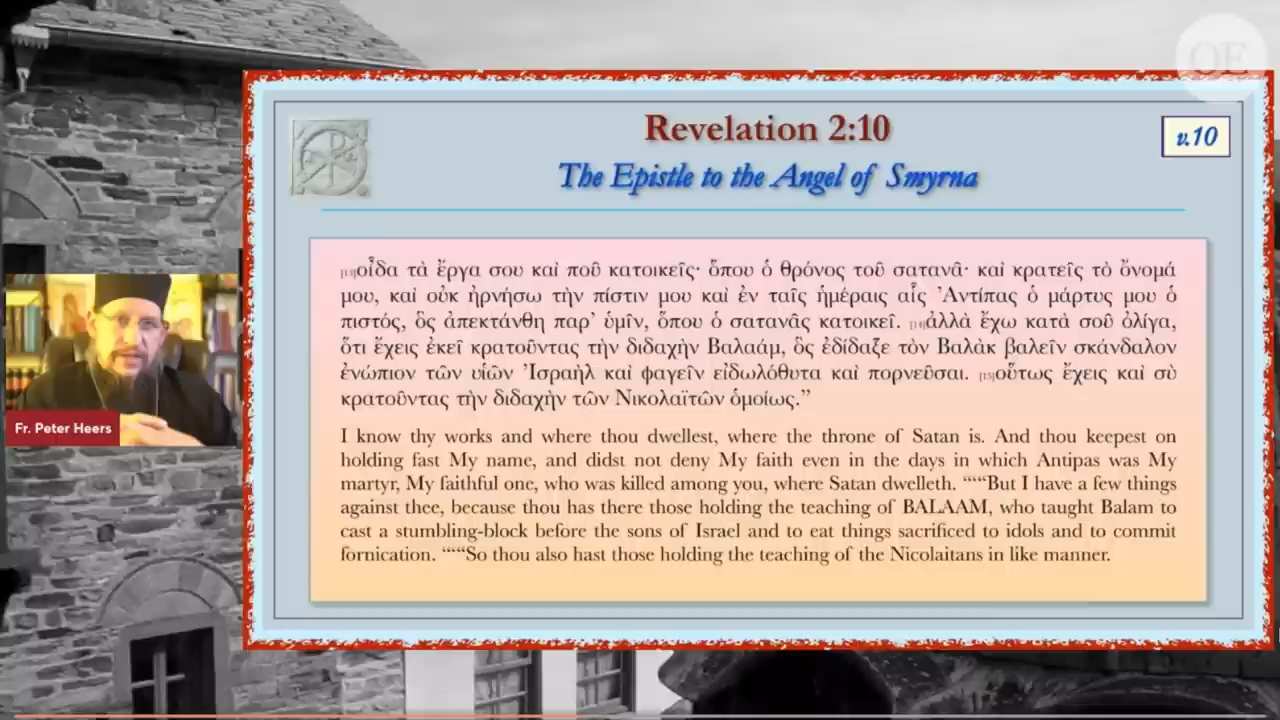 OE
Revelation 2:10
v.10
The Epistle to the Angel of Smyrna
[13]οἶδα τὰ ἔργα σου καὶ ποῦ κατοικεῖς· ὅπου ὁ θρόνος τοῦ σατανᾶ· καὶ κρατεῖς τὸ ὄνομά
μου, καὶ οὐκ ἠρνήσω τὴν πίστιν μου καὶ ἐν ταῖς ἡμέραις αἷς Ἀντίπας ὁ μάρτυς μου ὁ
πιστός, ὃς ἀπεκτάνθη παρ’ ὑμῖν, ὅπου ὁ σατανᾶς κατοικεῖ. [14]ἀλλὰ ἔχω κατὰ σοῦ ὀλίγα,
ὅτι ἔχεις ἐκεῖ κρατοῦντας τὴν διδαχὴν Βαλαάμ, ὃς ἐδίδαξε τὸν Βαλὰκ βαλεῖν σκάνδαλον
ἐνώπιον τῶν υἱῶν Ἰσραὴλ καὶ φαγεῖν εἰδωλόθυτα καὶ πορνεῦσαι. [15]οὕτως ἔχεις καὶ σὺ
κρατοῦντας τὴν διδαχὴν τῶν Νικολαϊτῶν ὁμοίως.”
I know thy works and where thou dwellest, where the throne of Satan is. And thou keepest on
holding fast My name, and didst not deny My faith even in the days in which Antipas was My
martyr, My faithful one, who was killed among you, where Satan dwelleth. “““But I have a few things
against thee, because thou has there those holding the teaching of BALAAM, who taught Balam to
cast a stumbling-block before the sons of Israel and to eat things sacrificed to idols and to commit
fornication. “““So thou also hast those holding the teaching of the Nicolaitans in like manner.
Fr. Peter Heers